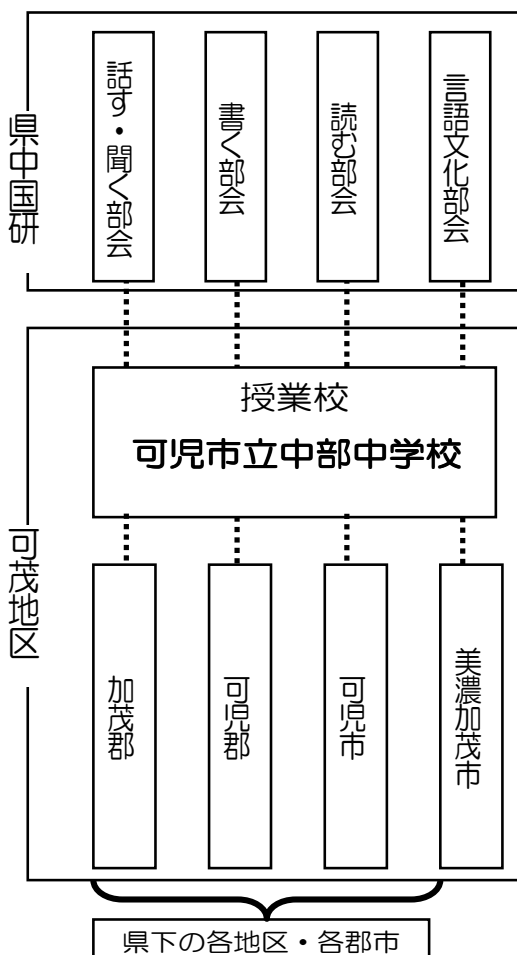 県中国研
話す・聞く部会
書く部会
読む部会
言語文化部会
授業校
可児市立中部中学校
可茂地区
加茂郡
可児郡
可児市
美濃加茂市
県下の各地区・各郡市